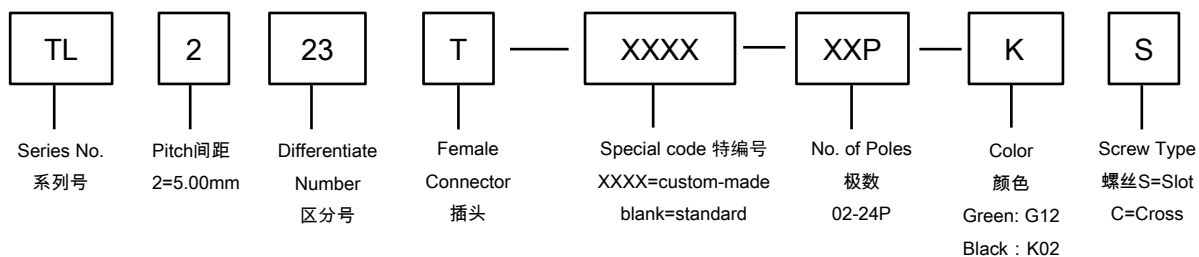 TL 2 23 T — XXXX — XXP — K S
Series No. Pitch间距 Differentiate Female Special code 特编号 No. of Poles Color Screw Type
系列号 2=5.00mm Number Connector XXXX=custom-made 极数 颜色 螺丝S=Slot
区分号 插头 blank=standard 02-24P Green: G12 C=Cross
Black : K02